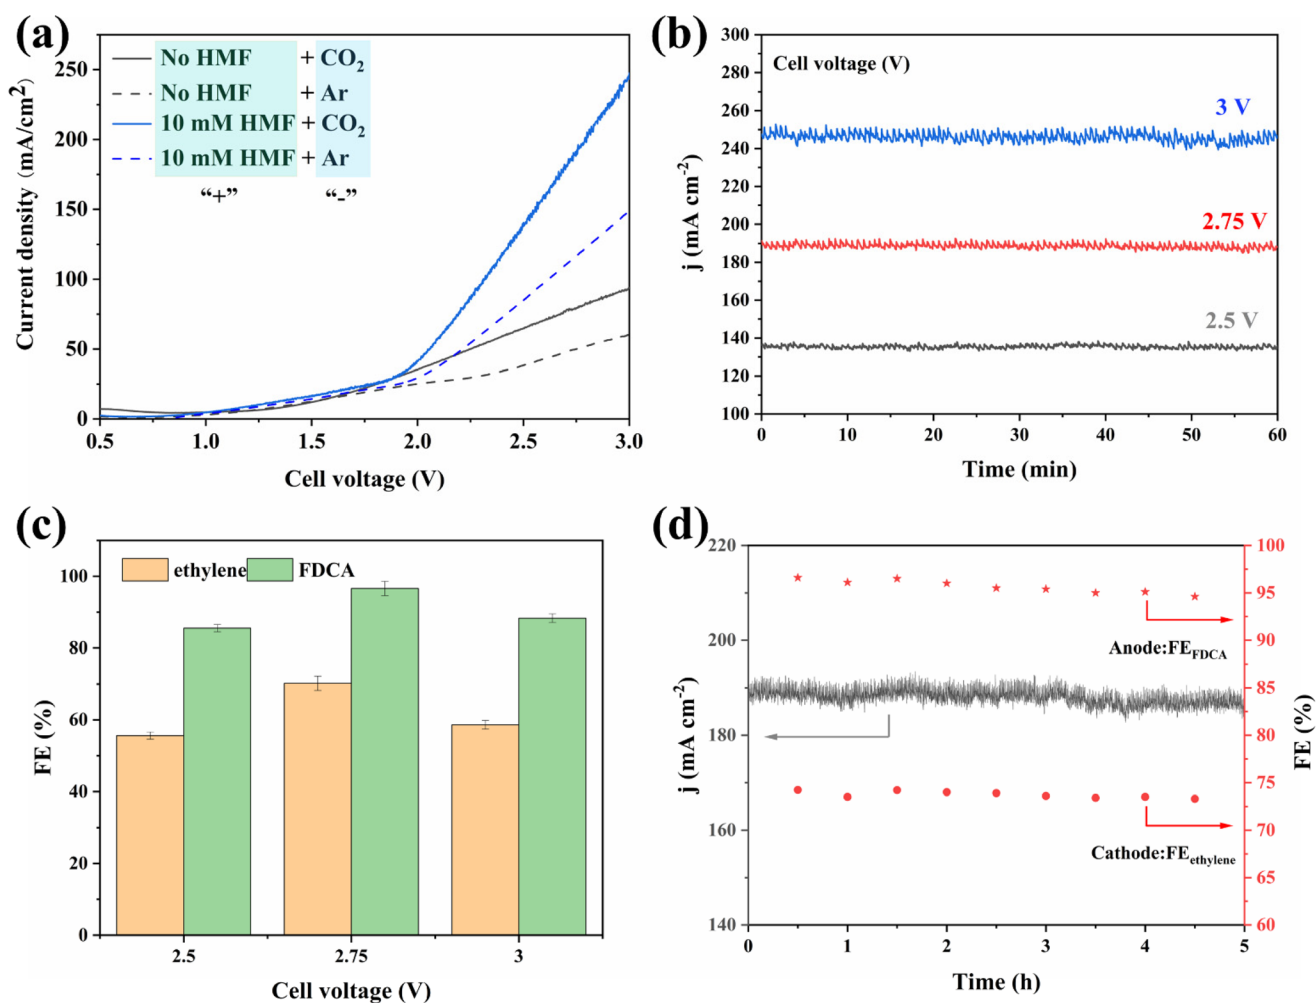 (a)
No HMF + CO₂
No HMF + Ar
10 mM HMF + CO₂
10 mM HMF + Ar
“+” “-”
Current density (mA/cm²)
250
200
150
100
50
0
0.5 1.0 1.5 2.0 2.5 3.0
Cell voltage (V)
(b)
Cell voltage (V)
3 V
2.75 V
2.5 V
j (mA cm⁻²)
300
280
260
240
220
200
180
160
140
120
100
0 10 20 30 40 50 60
Time (min)
(c)
ethylene FDCA
FE (%)
100
80
60
40
20
0
2.5 2.75 3
Cell voltage (V)
(d)
j (mA cm⁻²)
220
200
180
160
140
Anode:FE_FDCA
Cathode:FE_ethylene
100
95
90
85
80
75
70
65
60
FE (%)
0 1 2 3 4 5
Time (h)